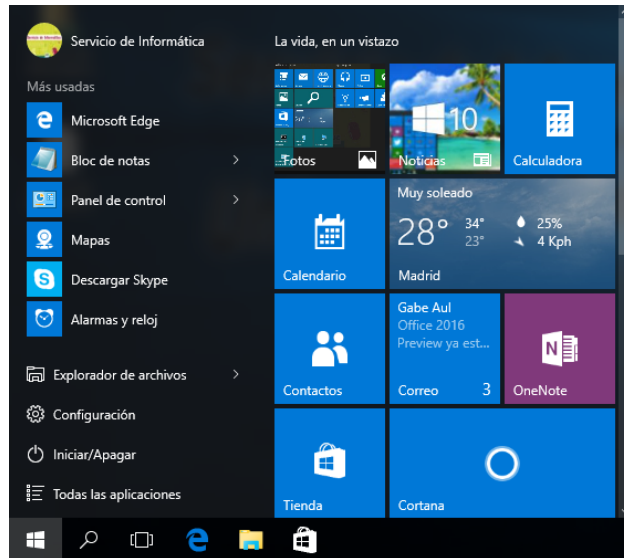 Servicio de Informática
Más usadas
Microsoft Edge
Bloc de notas
Panel de control
Mapas
Descargar Skype
Alarmas y reloj
Explorador de archivos
Configuración
Iniciar/Apagar
Todas las aplicaciones
La vida, en un vistazo
Fotos
10
Noticias
Calculadora
Calendario
Muy soleado
28° 34° 25%
23° 4 Kph
Madrid
Contactos
Gabe Aul
Office 2016
Preview ya est...
Correo 3
OneNote
Tienda
Cortana